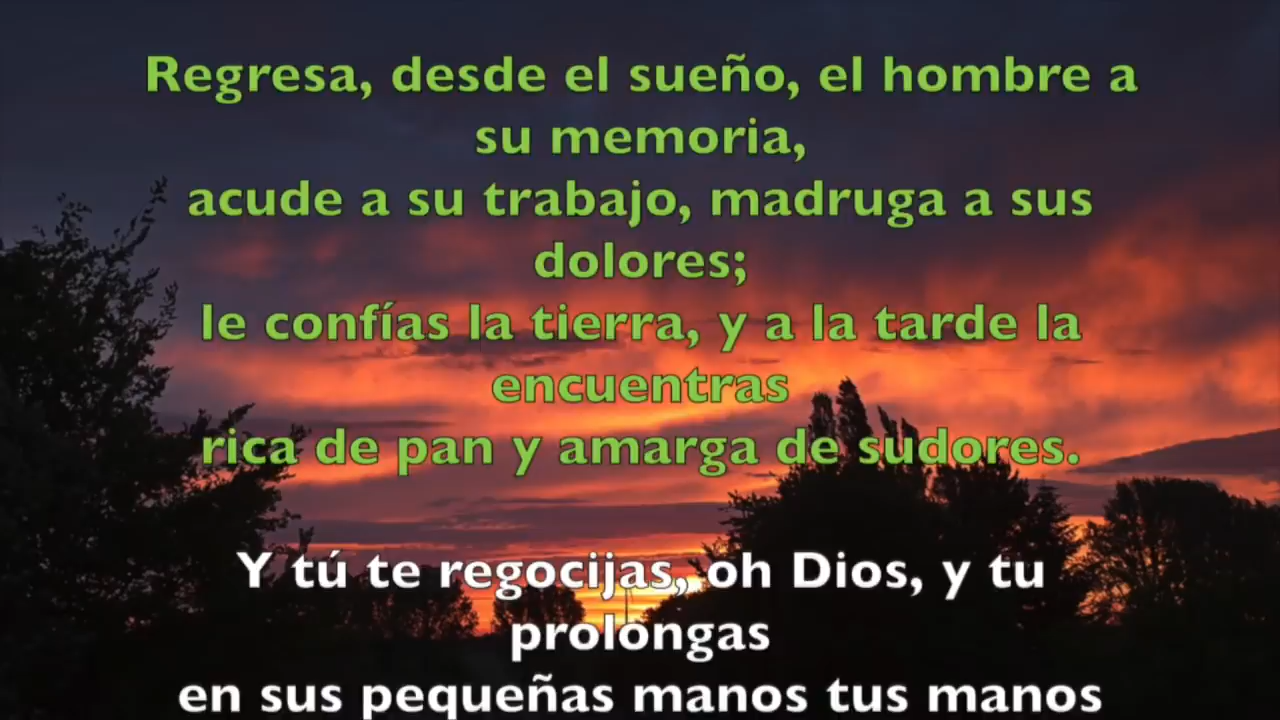 Regresa, desde el sueño, el hombre a
su memoria,
acude a su trabajo, madruga a sus
dolores;
le confías la tierra, y a la tarde la
encuentras
rica de pan y amarga de sudores.
Y tú te regocijas, oh Dios, y tu
prolongas
en sus pequeñas manos tus manos